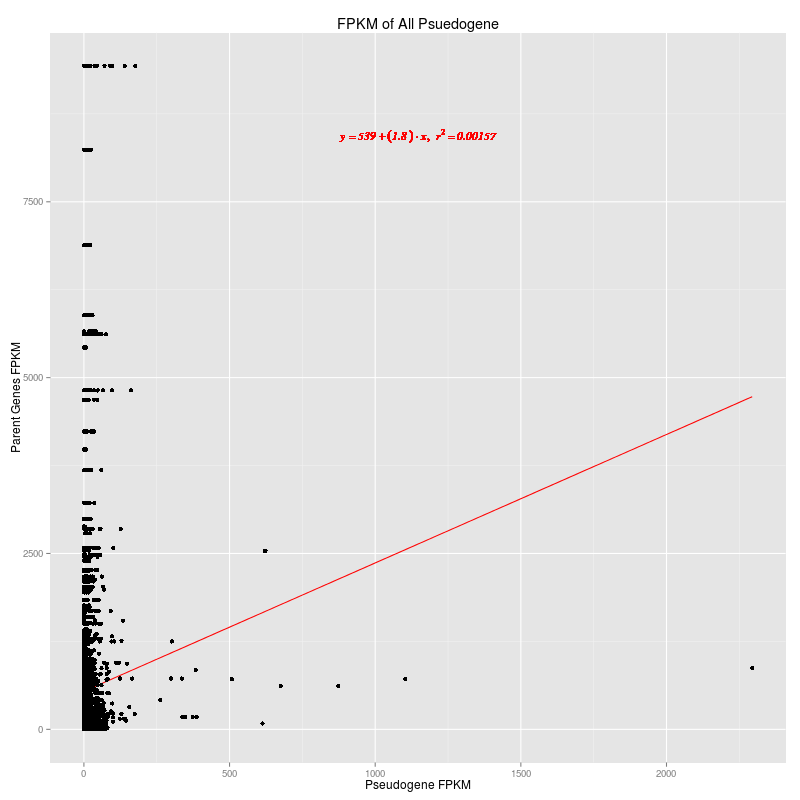 FPKM of All Psuedogene
y = 539 + (1.8) · x, r² = 0.00157
Parent Genes FPKM
7500
5000
2500
0
0 500 1000 1500 2000
Pseudogene FPKM